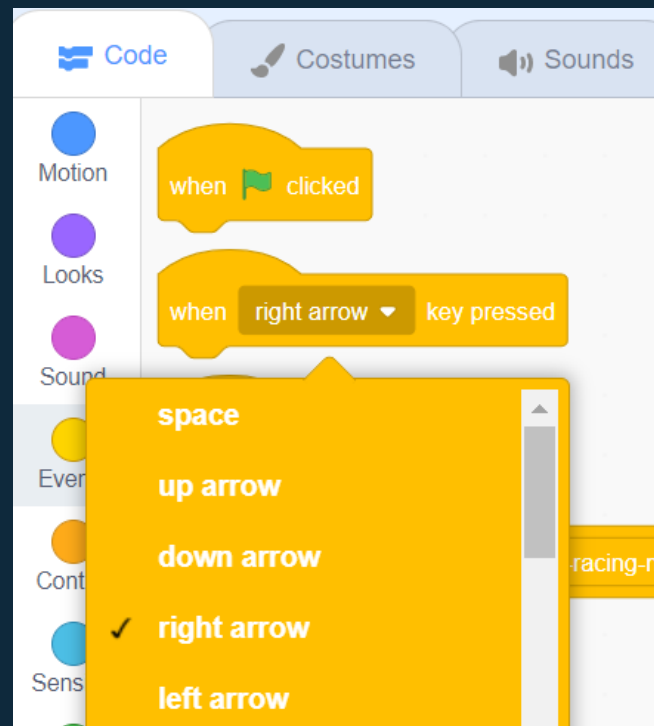 Code
Costumes
Sounds
Motion
when clicked
Looks
when right arrow key pressed
Sound
space
up arrow
down arrow
-racing-
right arrow
left arrow